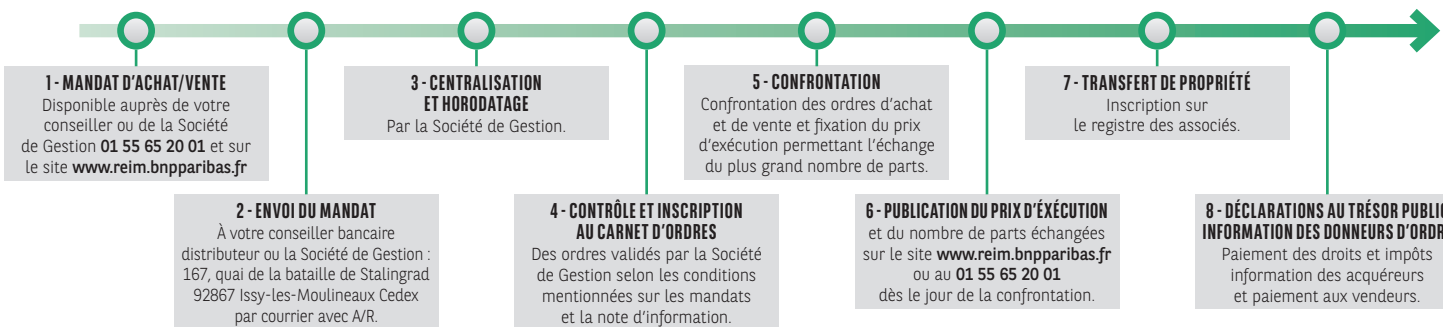 1 - MANDAT D'ACHAT/VENTE
Disponible auprès de votre
conseiller ou de la Société
de Gestion 01 55 65 20 01 et sur
le site www.reim.bnpparibas.fr
2 - ENVOI DU MANDAT
À votre conseiller bancaire
distributeur ou la Société de Gestion :
167, quai de la bataille de Stalingrad
92867 Issy-les-Moulineaux Cedex
par courrier avec A/R.
3 - CENTRALISATION
ET HORODATAGE
Par la Société de Gestion.
4 - CONTRÔLE ET INSCRIPTION
AU CARNET D'ORDRES
Des ordres validés par la Société
de Gestion selon les conditions
mentionnées sur les mandats
et la note d'information.
5 - CONFRONTATION
Confrontation des ordres d'achat
et de vente et fixation du prix
d'exécution permettant l'échange
du plus grand nombre de parts.
6 - PUBLICATION DU PRIX D'ÉXÉCUTION
et du nombre de parts échangées
sur le site www.reim.bnpparibas.fr
ou au 01 55 65 20 01
dès le jour de la confrontation.
7 - TRANSFERT DE PROPRIÉTÉ
Inscription sur
le registre des associés.
8 - DÉCLARATIONS AU TRÉSOR PUBLIC
INFORMATION DES DONNEURS D'ORDR
Paiement des droits et impôts
information des acquéreurs
et paiement aux vendeurs.